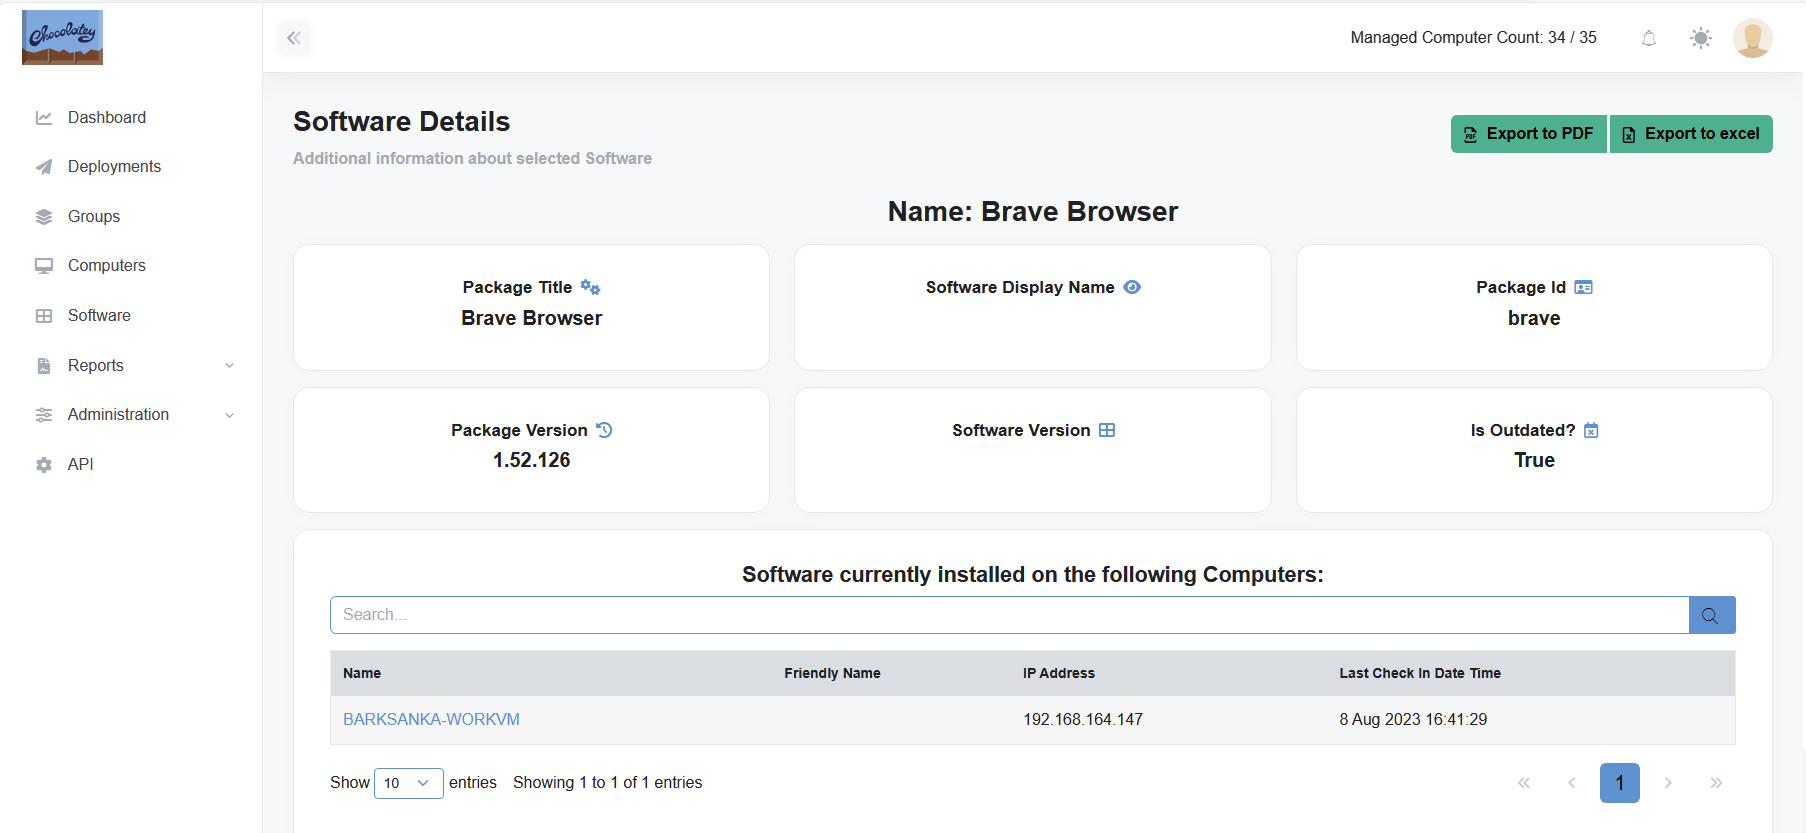 Chocolatey
Managed Computer Count: 34 / 35
Dashboard
Deployments
Groups
Computers
Software
Reports
Administration
API
Software Details
Additional information about selected Software
Export to PDF
Export to excel
Name: Brave Browser
Package Title
Brave Browser
Software Display Name
Package Id
brave
Package Version
1.52.126
Software Version
Is Outdated?
True
Software currently installed on the following Computers:
Search...
Name Friendly Name IP Address Last Check In Date Time
BARKSANKA-WORKVM 192.168.164.147 8 Aug 2023 16:41:29
Show 10 entries Showing 1 to 1 of 1 entries
« ‹ 1 › »